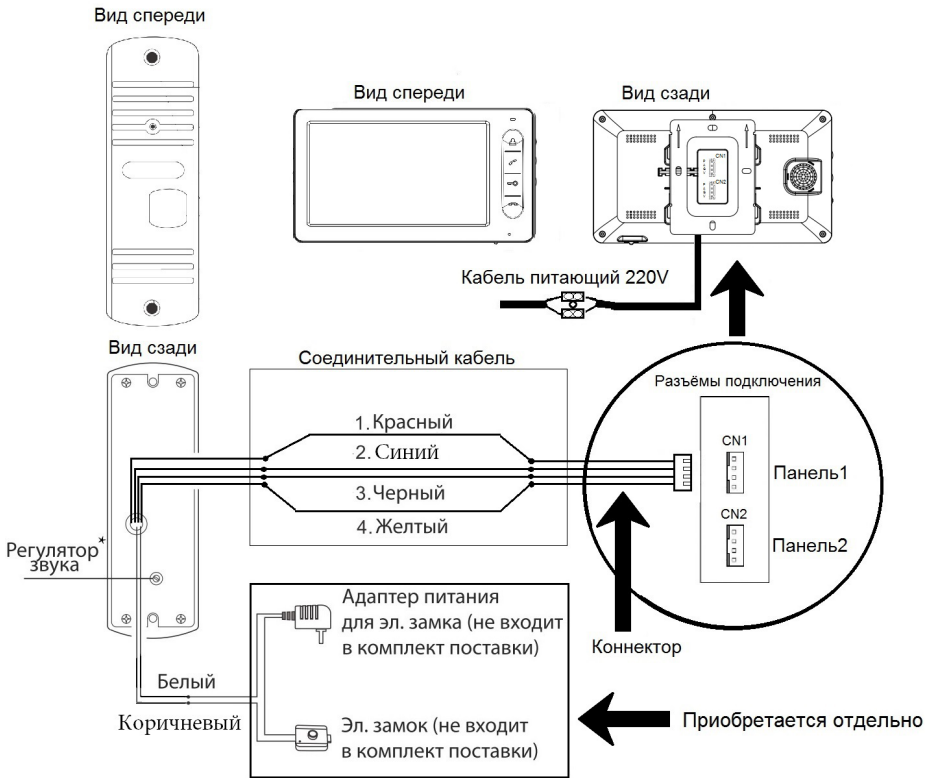 Вид спереди
Вид спереди
Вид сзади
CN1
CN2
Кабель питающий 220V
Вид сзади
Соединительный кабель
Разъёмы подключения
1. Красный
2. Синий
3. Черный
4. Желтый
CN1
Панель1
CN2
Панель2
Регулятор*
звука
Коннектор
Адаптер питания
для эл. замка (не входит
в комплект поставки)
Белый
Коричневый
Эл. замок (не входит
в комплект поставки)
Приобретается отдельно